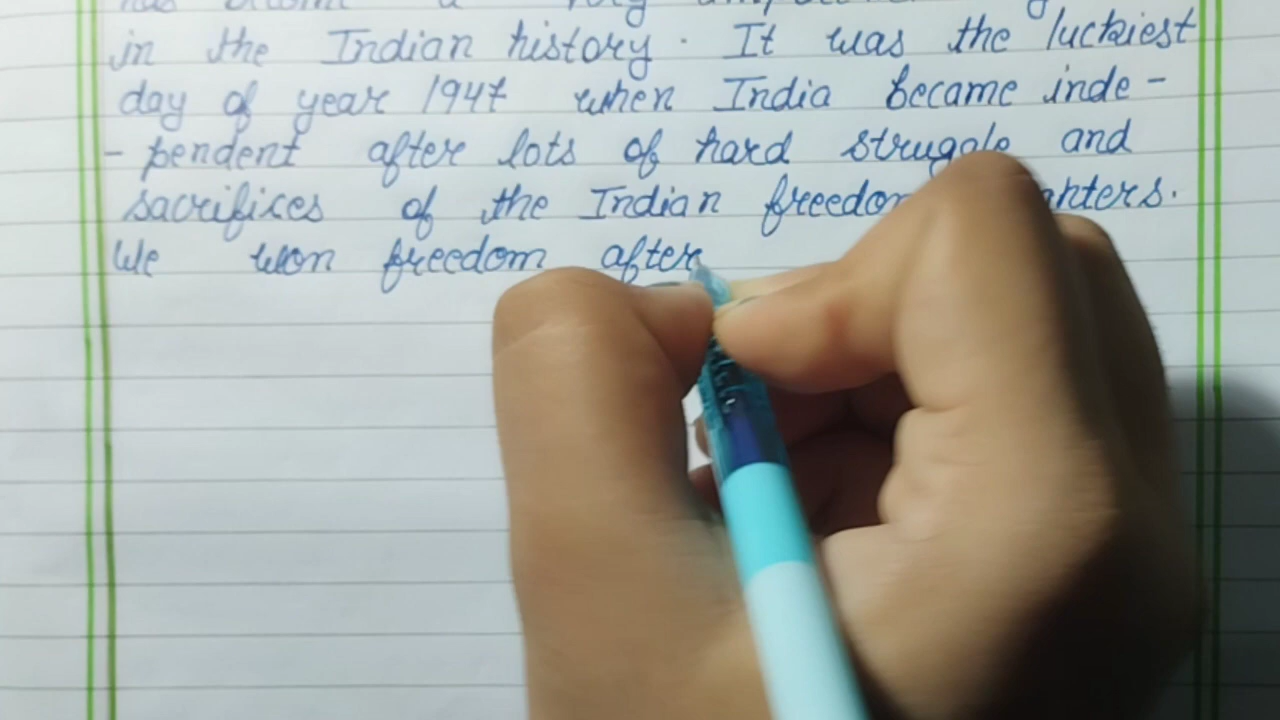 in the Indian history. It was the luckiest
day of year 1947 when India became inde-
- pendent after lots of hard struggle and
sacrifices of the Indian
We won freedom after